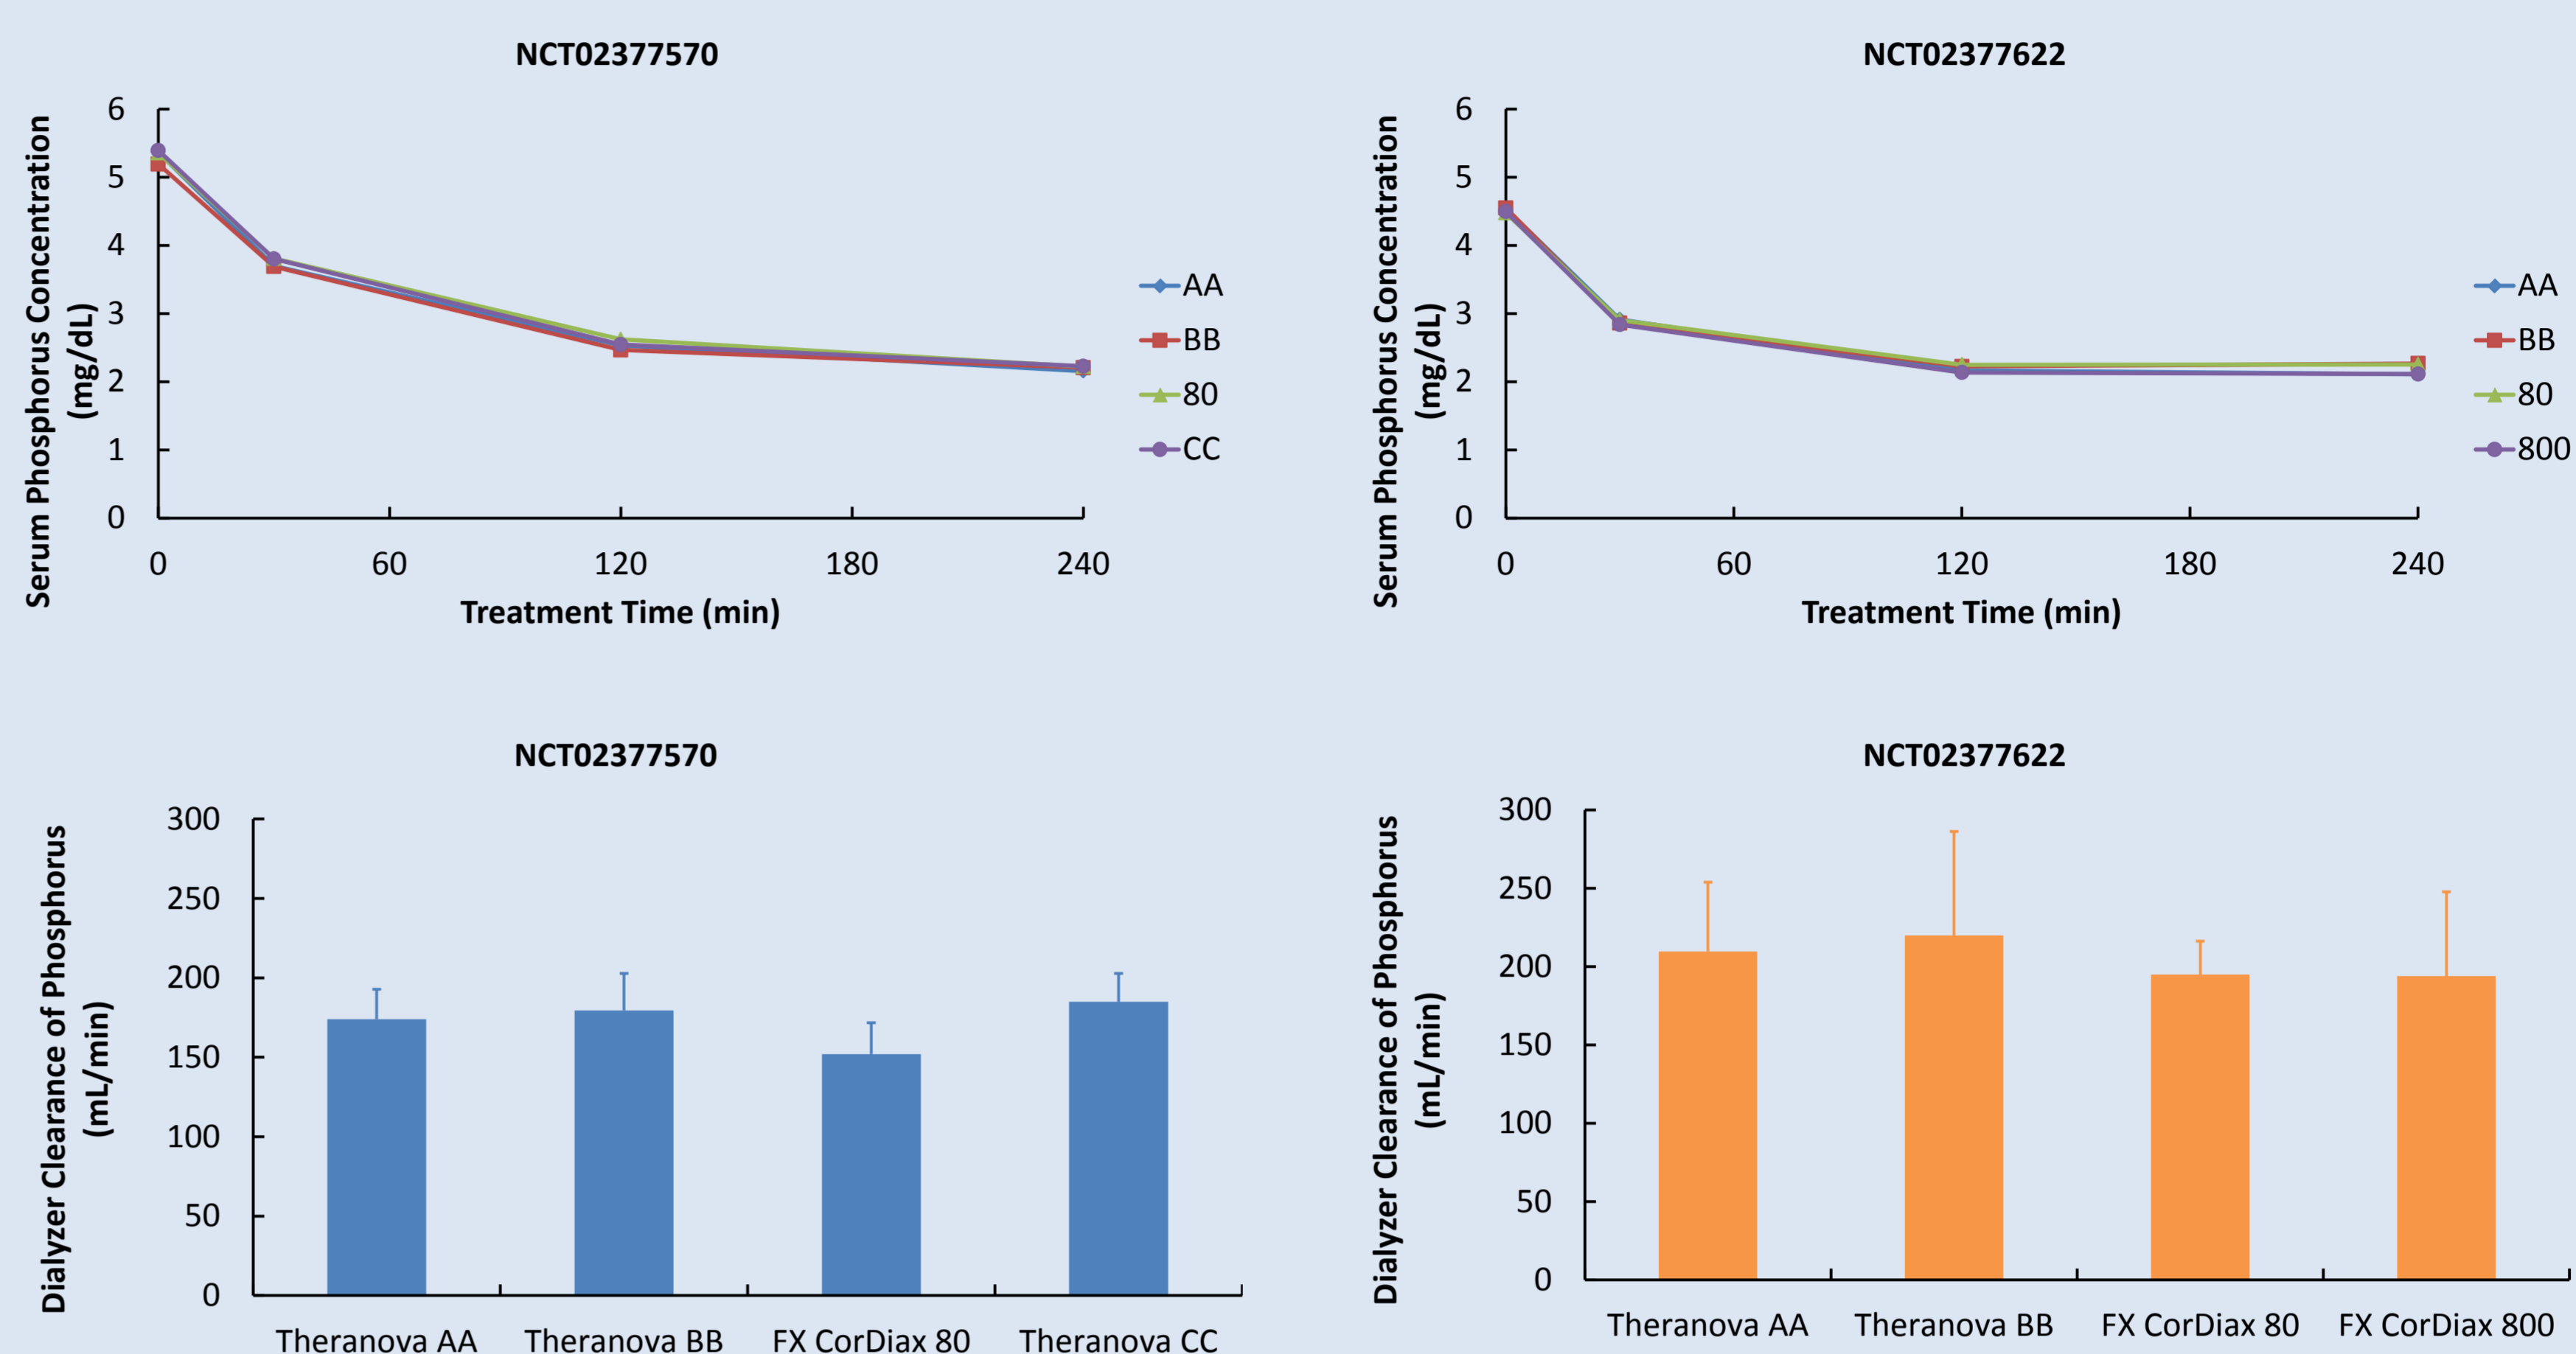 NCT02377570
Serum Phosphorus Concentration
(mg/dL)
6
5
4
3
2
1
0
0 60 120 180 240
Treatment Time (min)
AA
BB
80
CC
NCT02377622
Serum Phosphorus Concentration
(mg/dL)
6
5
4
3
2
1
0
0 60 120 180 240
Treatment Time (min)
AA
BB
80
800
NCT02377570
Dialyzer Clearance of Phosphorus
(mL/min)
300
250
200
150
100
50
0
Theranova AA Theranova BB FX CorDiax 80 Theranova CC
NCT02377622
Dialyzer Clearance of Phosphorus
(mL/min)
300
250
200
150
100
50
0
Theranova AA Theranova BB FX CorDiax 80 FX CorDiax 800